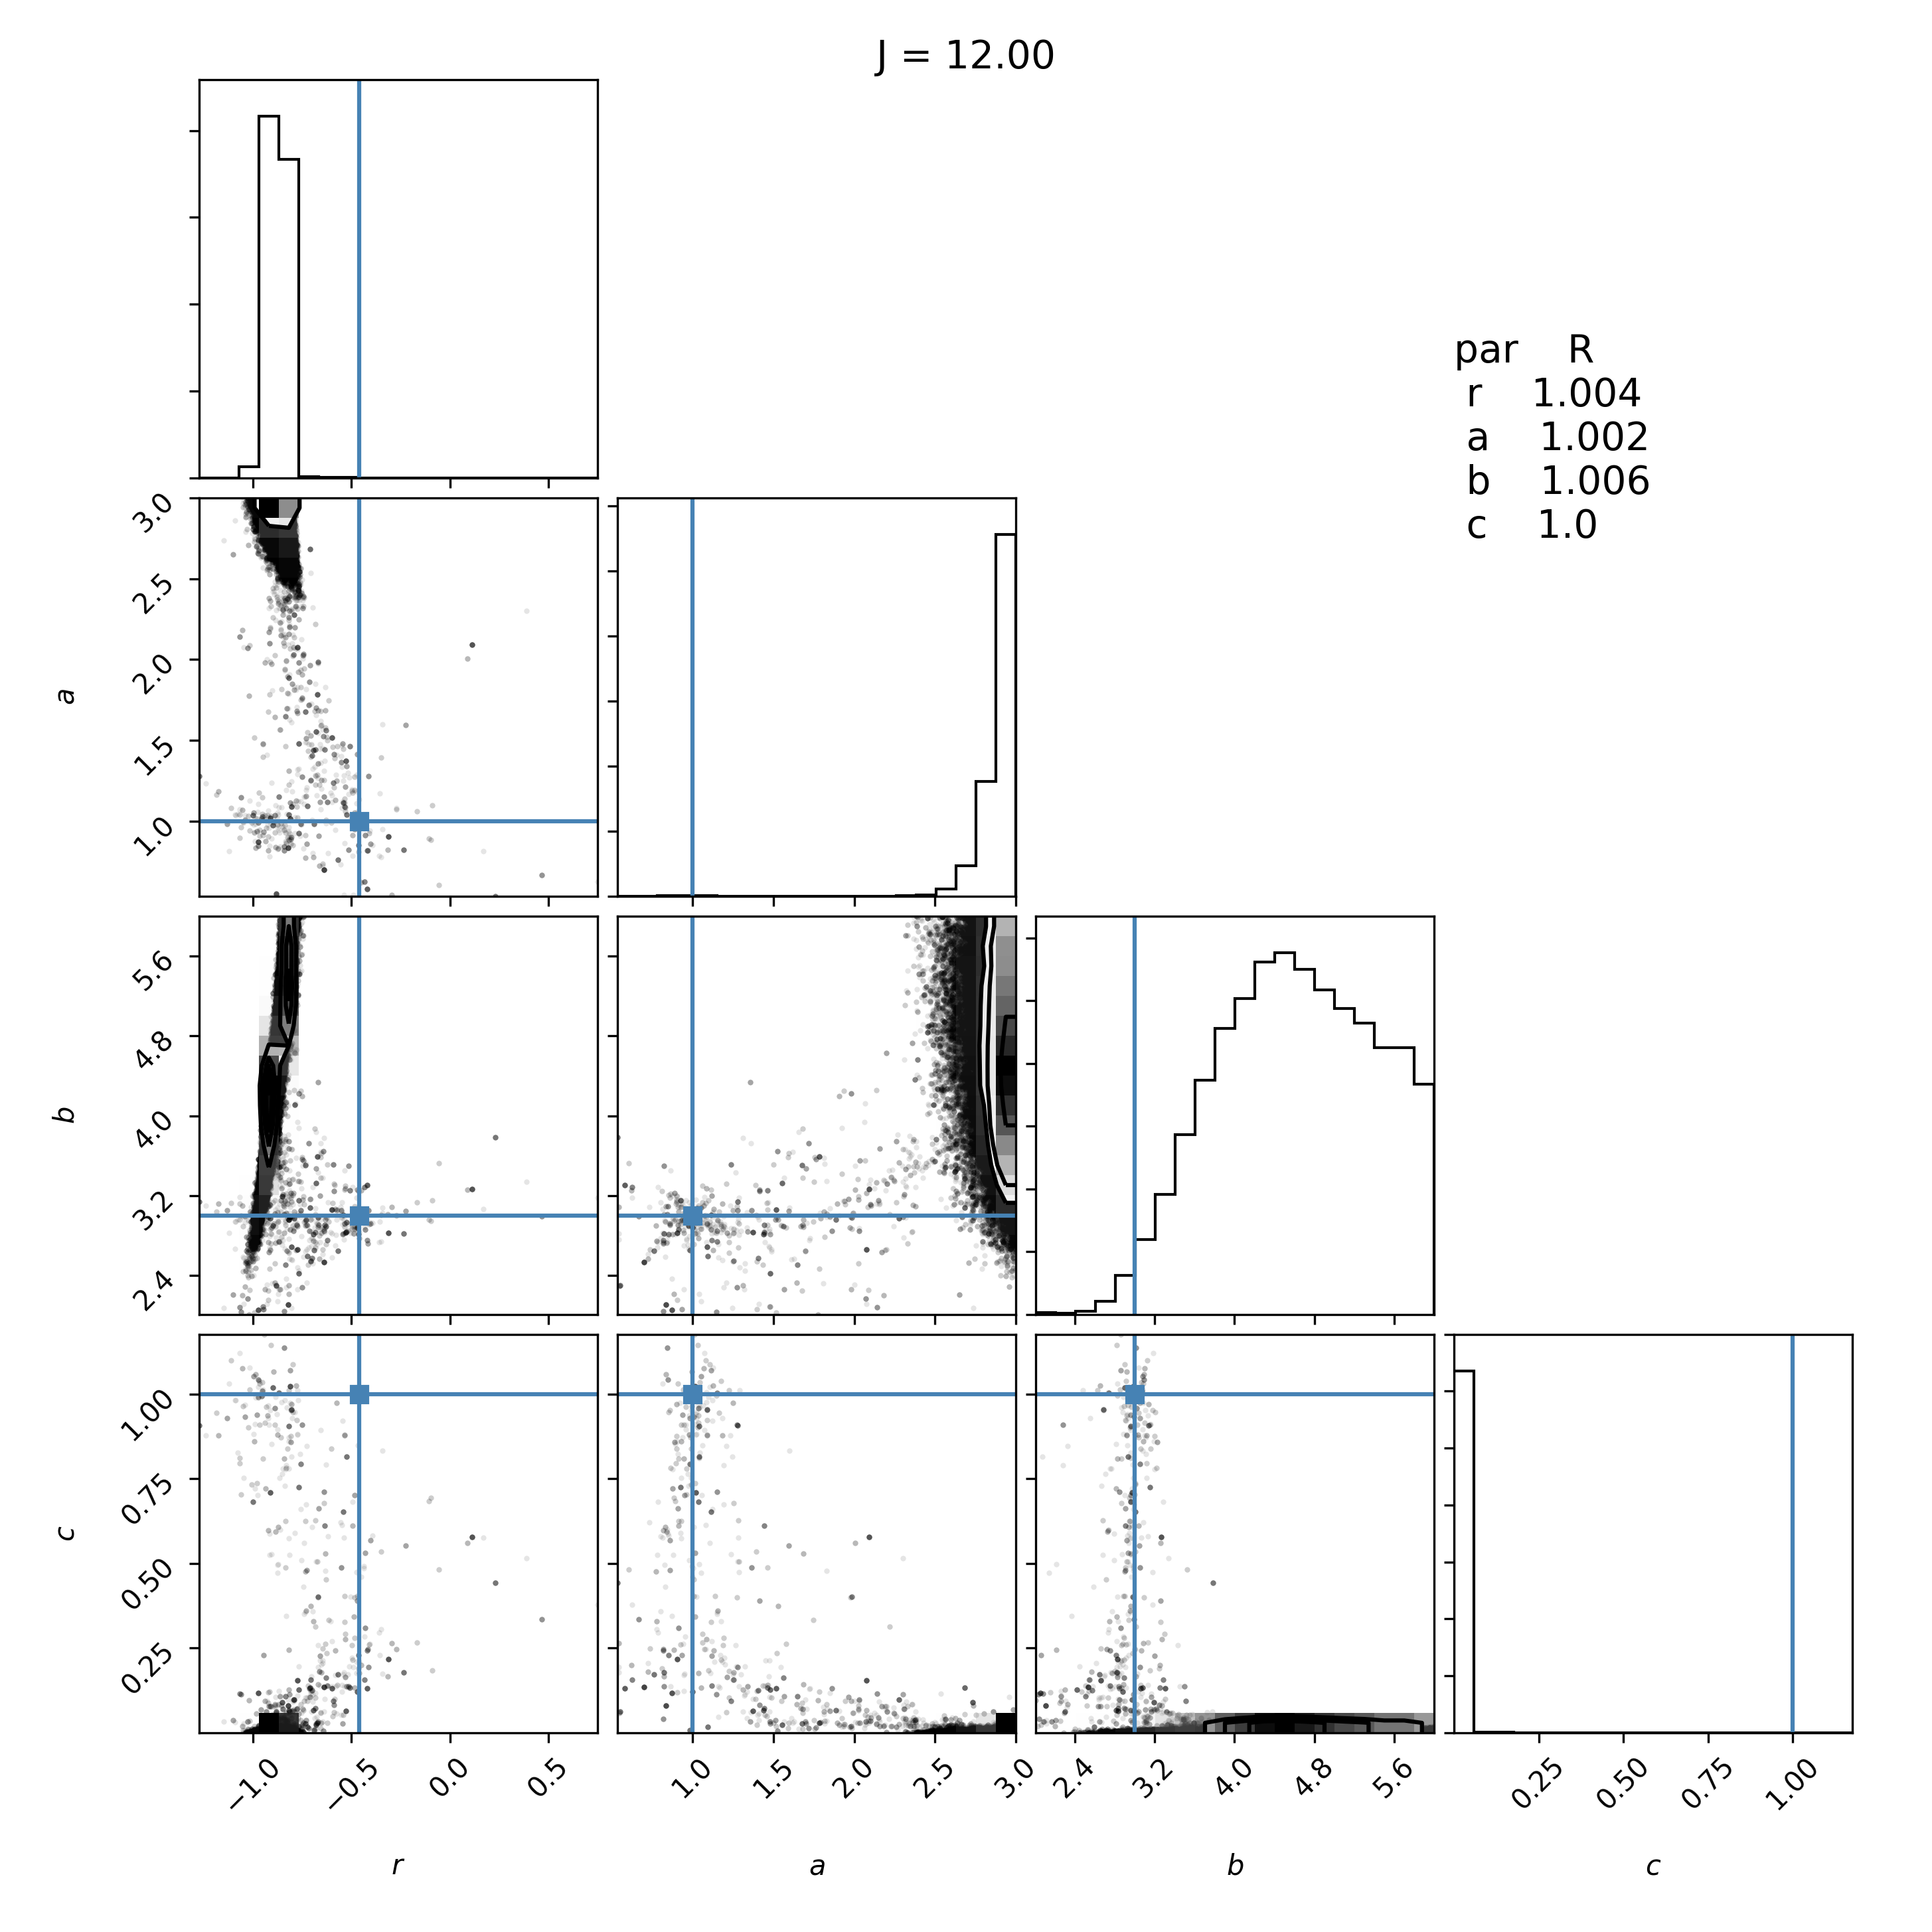 J = 12.00
par R
r 1.004
a 1.002
b 1.006
c 1.0
3.0
2.5
2.0
1.5
1.0
a
5.6
4.8
4.0
3.2
2.4
b
1.00
0.75
0.50
0.25
c
−1.0 −0.5 0.0 0.5
1.0 1.5 2.0 2.5 3.0
2.4 3.2 4.0 4.8 5.6
0.25 0.50 0.75 1.00
r a b c